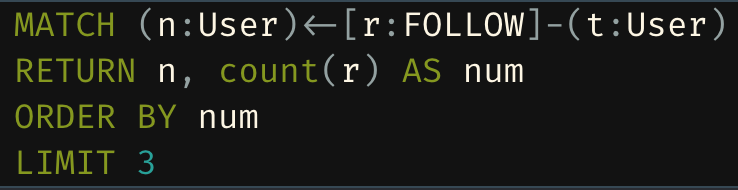 MATCH (n:User)<-[r:FOLLOW]-(t:User)
RETURN n, count(r) AS num
ORDER BY num
LIMIT 3